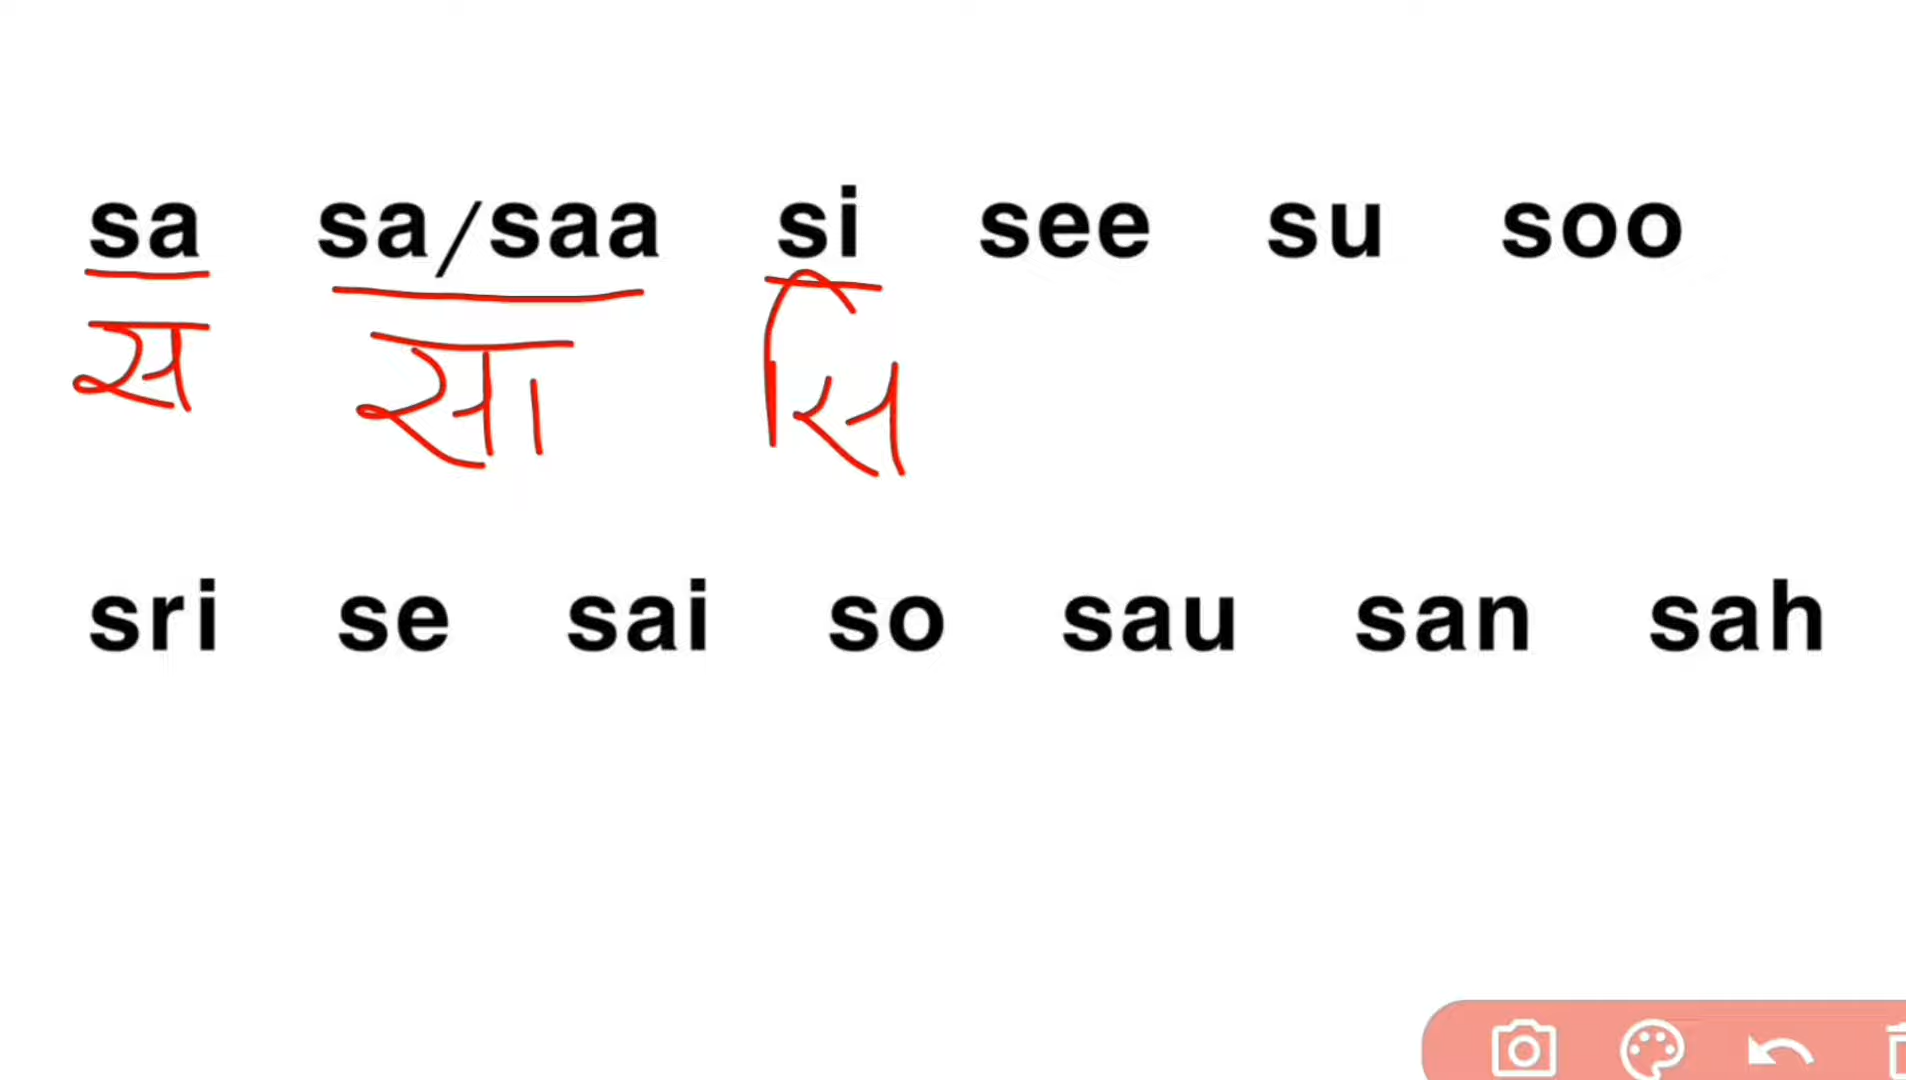 sa sa/saa si see su soo
स सा सि
sri se sai so sau san sah